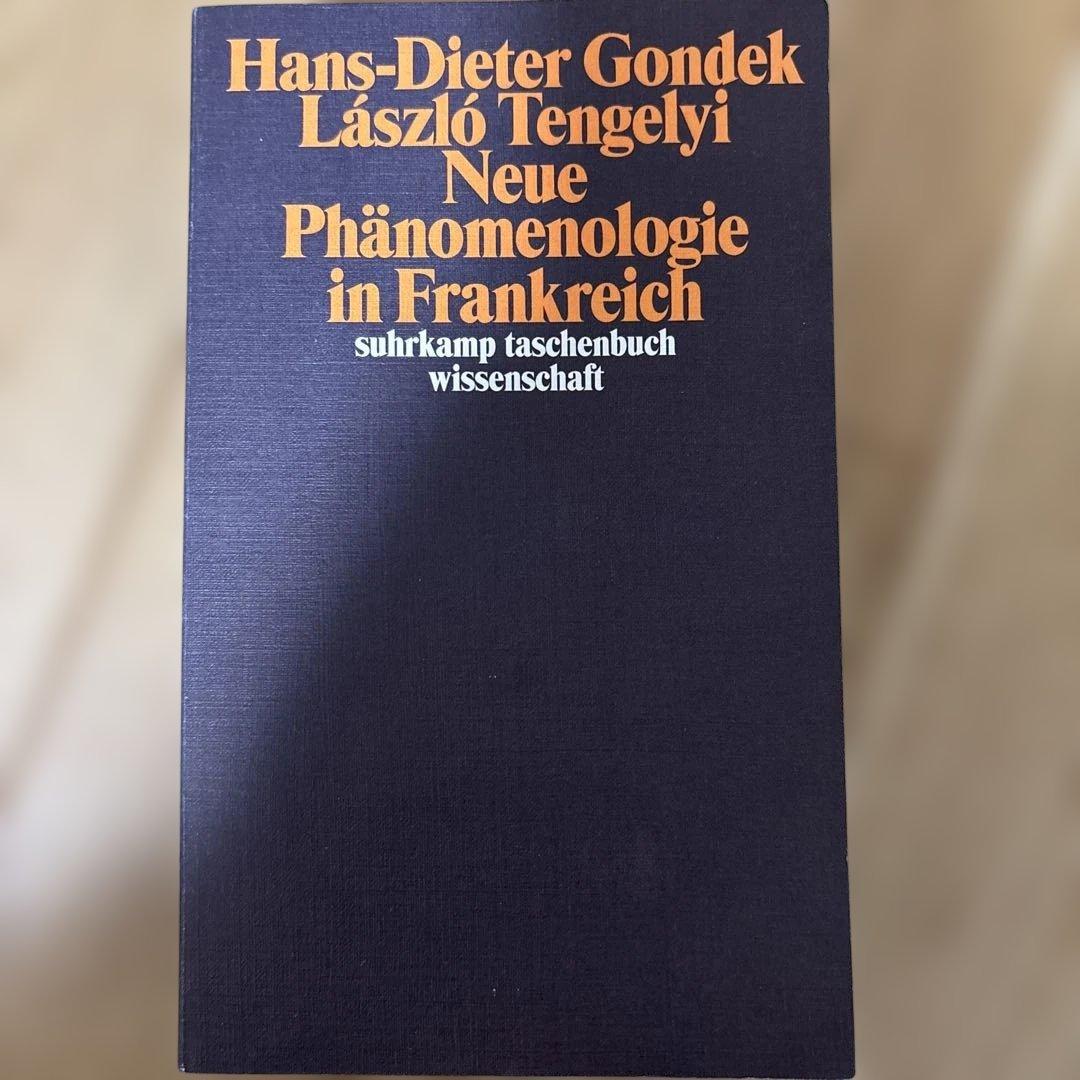 Hans-Dieter Gondek
László Tengelyi
Neue
Phänomenologie
in Frankreich
suhrkamp taschenbuch
wissenschaft